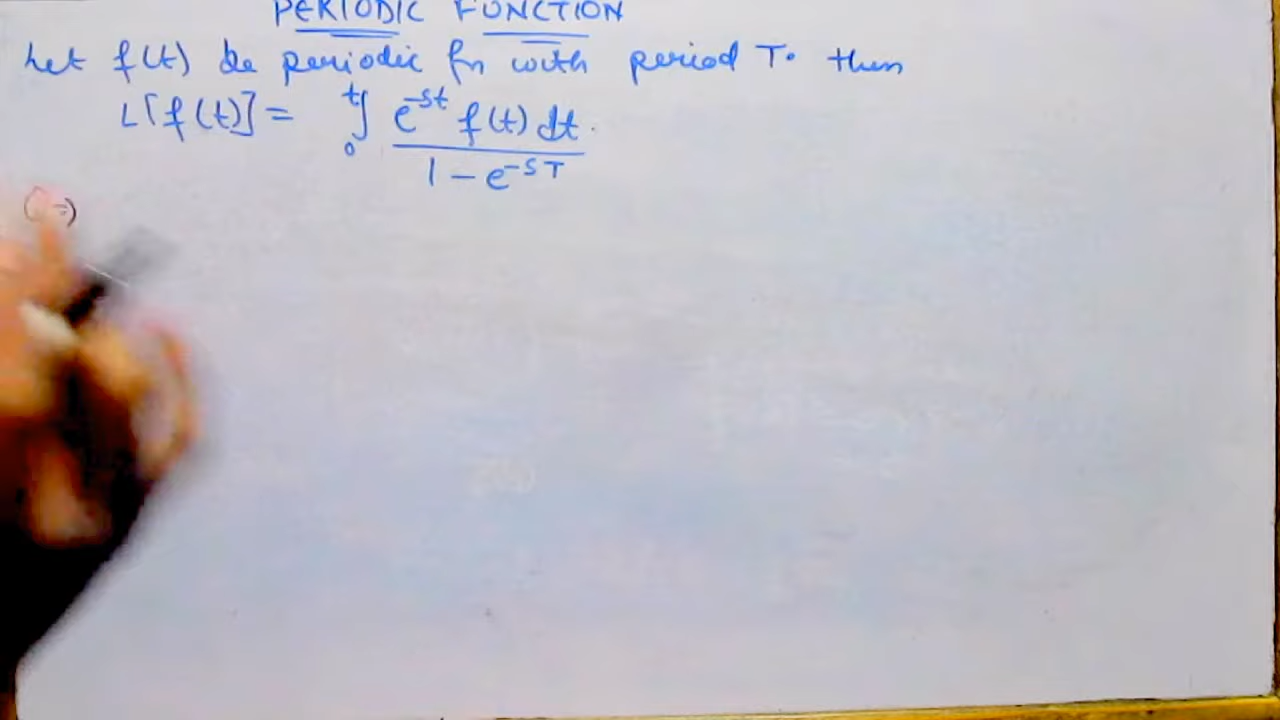 PERIODIC FUNCTION
Let f(t) be periodic fn with period T. then
L[f(t)] = ∫₀ᵗ e^{-st} f(t) dt / 1 - e^{-sT}